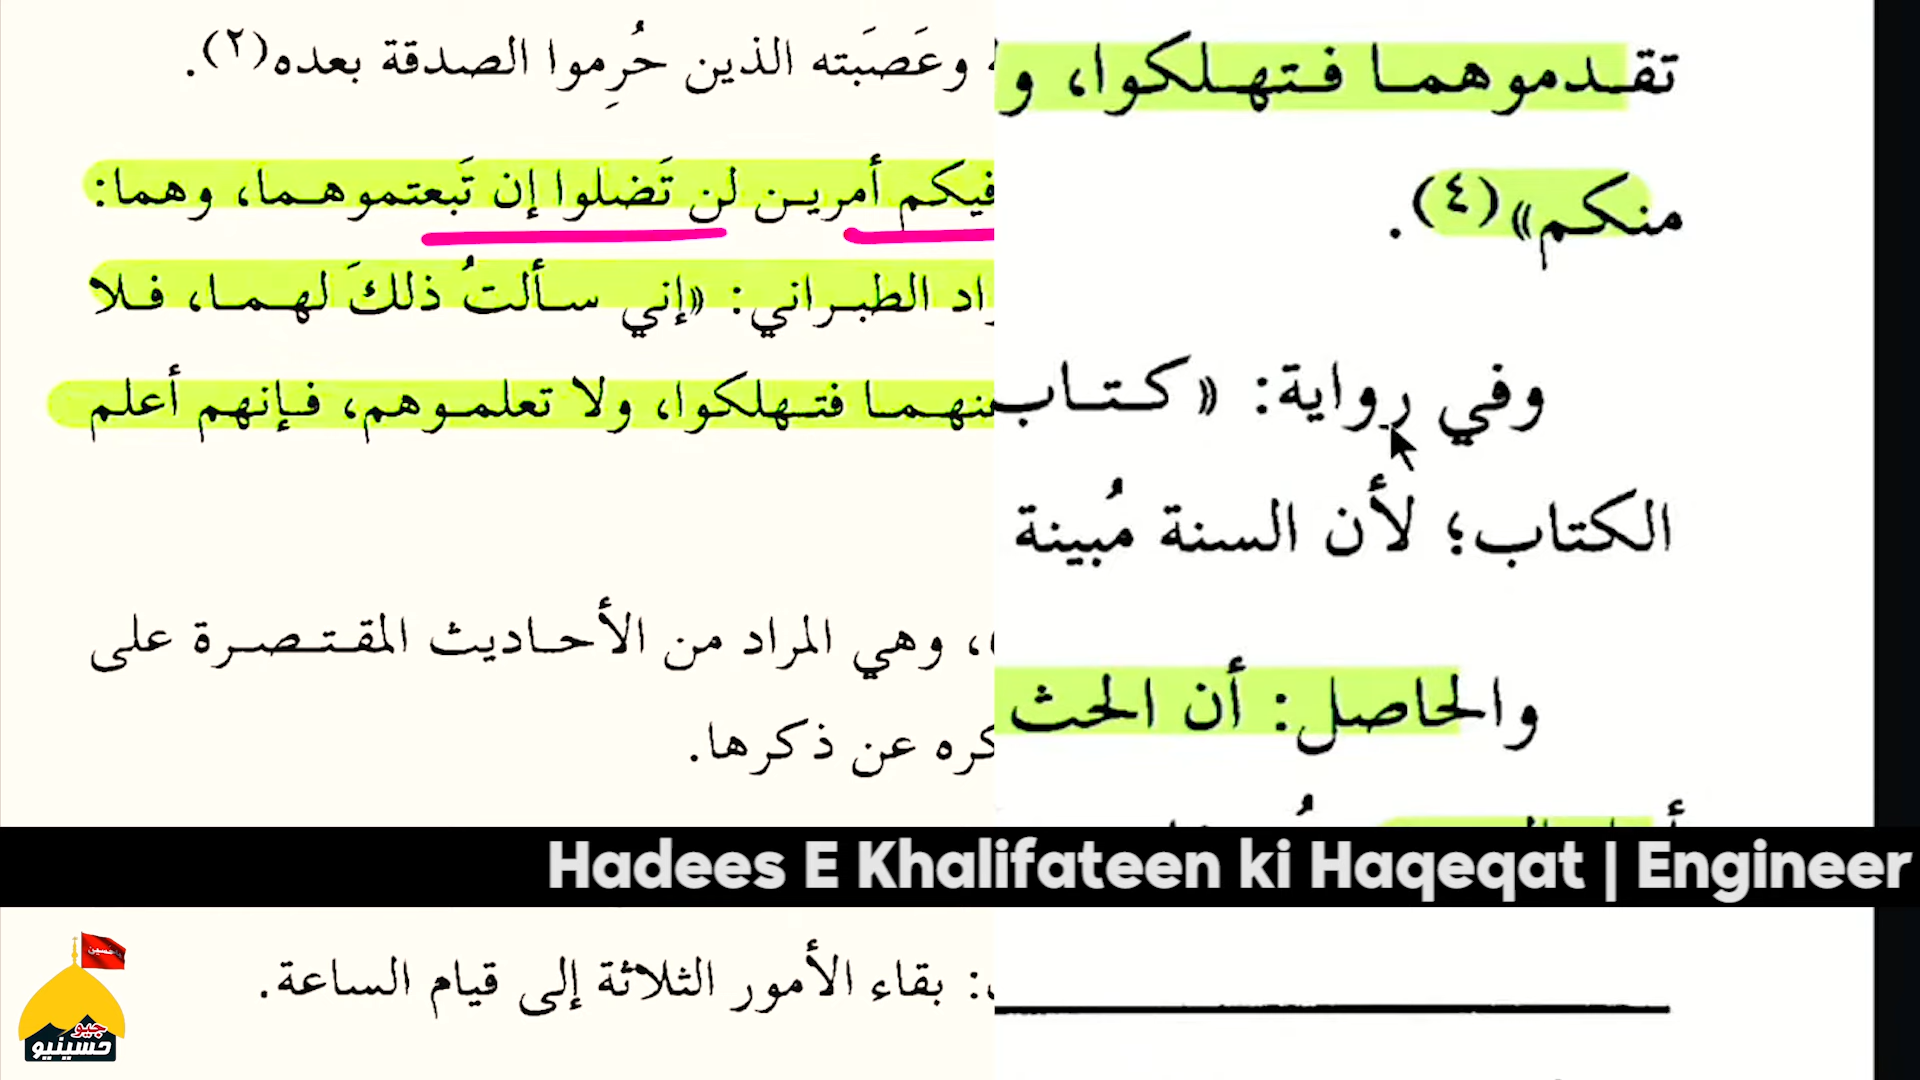 وعَصَبته الذين حُرِموا الصدقة بعده(٢).
فيكم أمرين لن تَضلوا إن تَبعتموهما، وهما:
الطبراني: «إني سألتُ ذلكَ لهما، فلا
فتهلكوا، ولا تعلموهم، فإنهم أعلم
وهي المراد من الأحاديث المقتصرة على
عن ذكرها.
بقاء الأمور الثلاثة إلى قيام الساعة.
تقدموهما فتهلكوا، و
منكم»(٤).
وفي رواية: «كتاب
الكتاب؛ لأن السنة مُبينة
والحاصل: أن الحث
Hadees E Khalifateen ki Haqeqat | Engineer
جيو
حسينيو